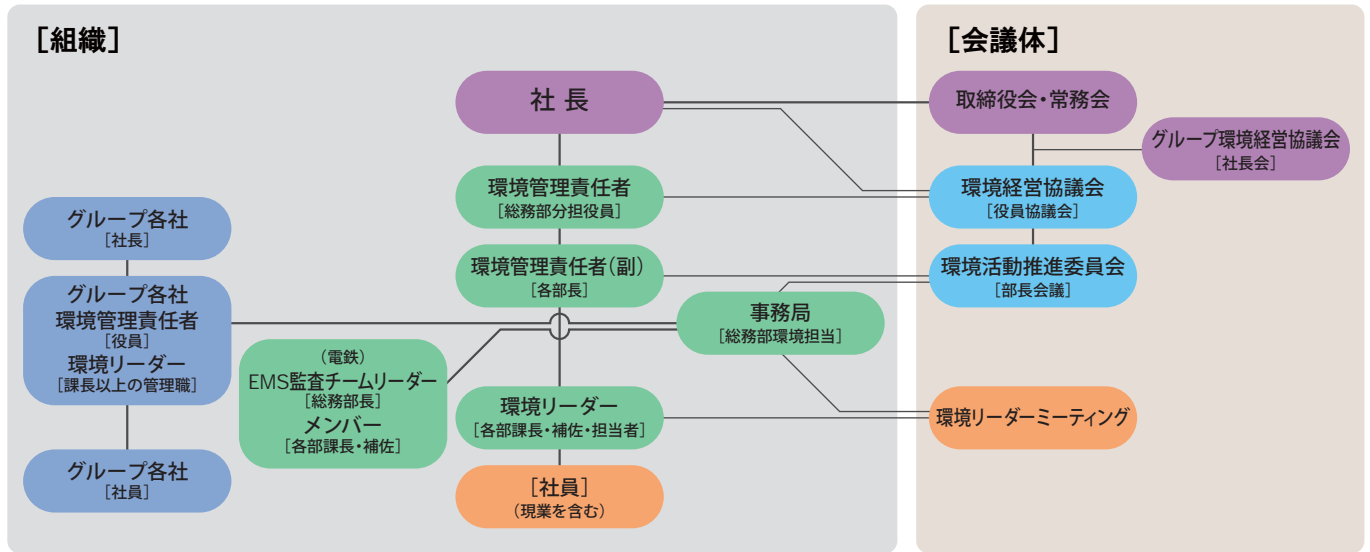 ［組織］
社 長
環境管理責任者
［総務部分担役員］
環境管理責任者（副）
［各部長］
事務局
［総務部環境担当］
環境リーダー
［各部課長・補佐・担当者］
［社員］
（現業を含む）
グループ各社
［社長］
グループ各社
環境管理責任者
［役員］
環境リーダー
［課長以上の管理職］
グループ各社
［社員］
（電鉄）
EMS監査チームリーダー
［総務部長］
メンバー
［各部課長・補佐］
［会議体］
取締役会・常務会
グループ環境経営協議会
［社長会］
環境経営協議会
［役員協議会］
環境活動推進委員会
［部長会議］
環境リーダーミーティング